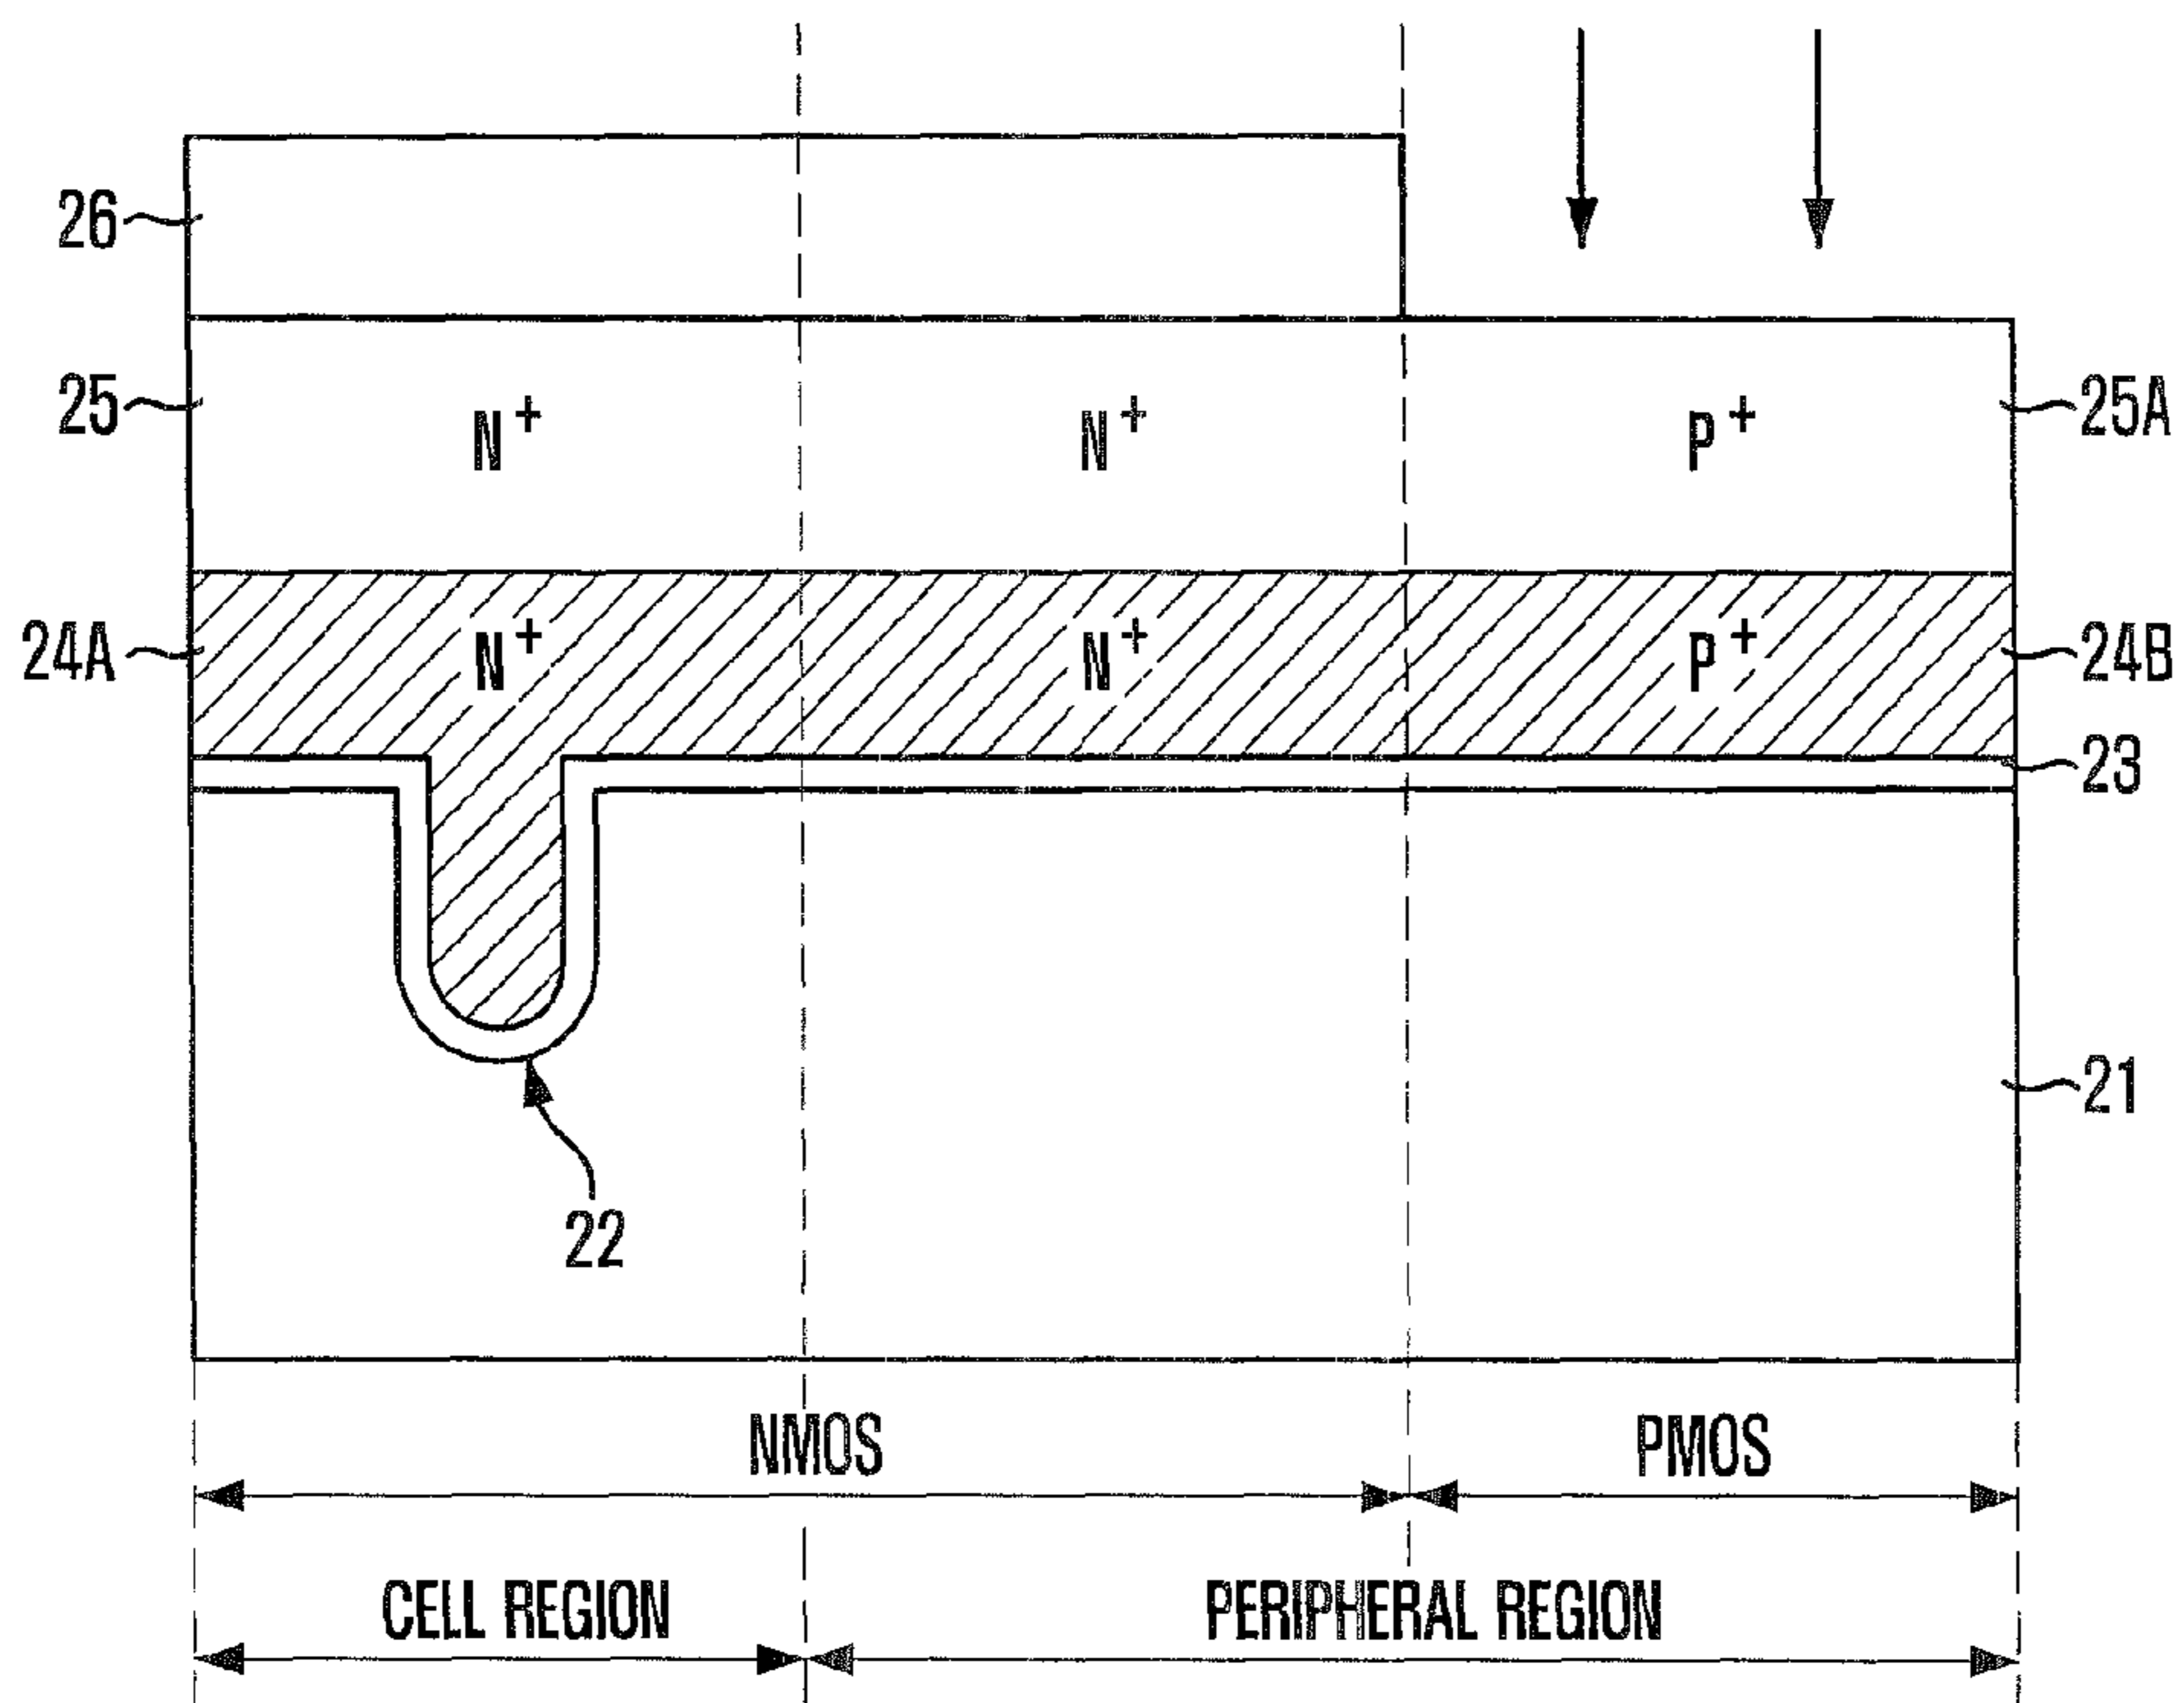 26
25
N+
N+
P+
25A
24A
N+
N+
P+
24B
23
21
22
NMOS
PMOS
CELL REGION
PERIPHERAL REGION